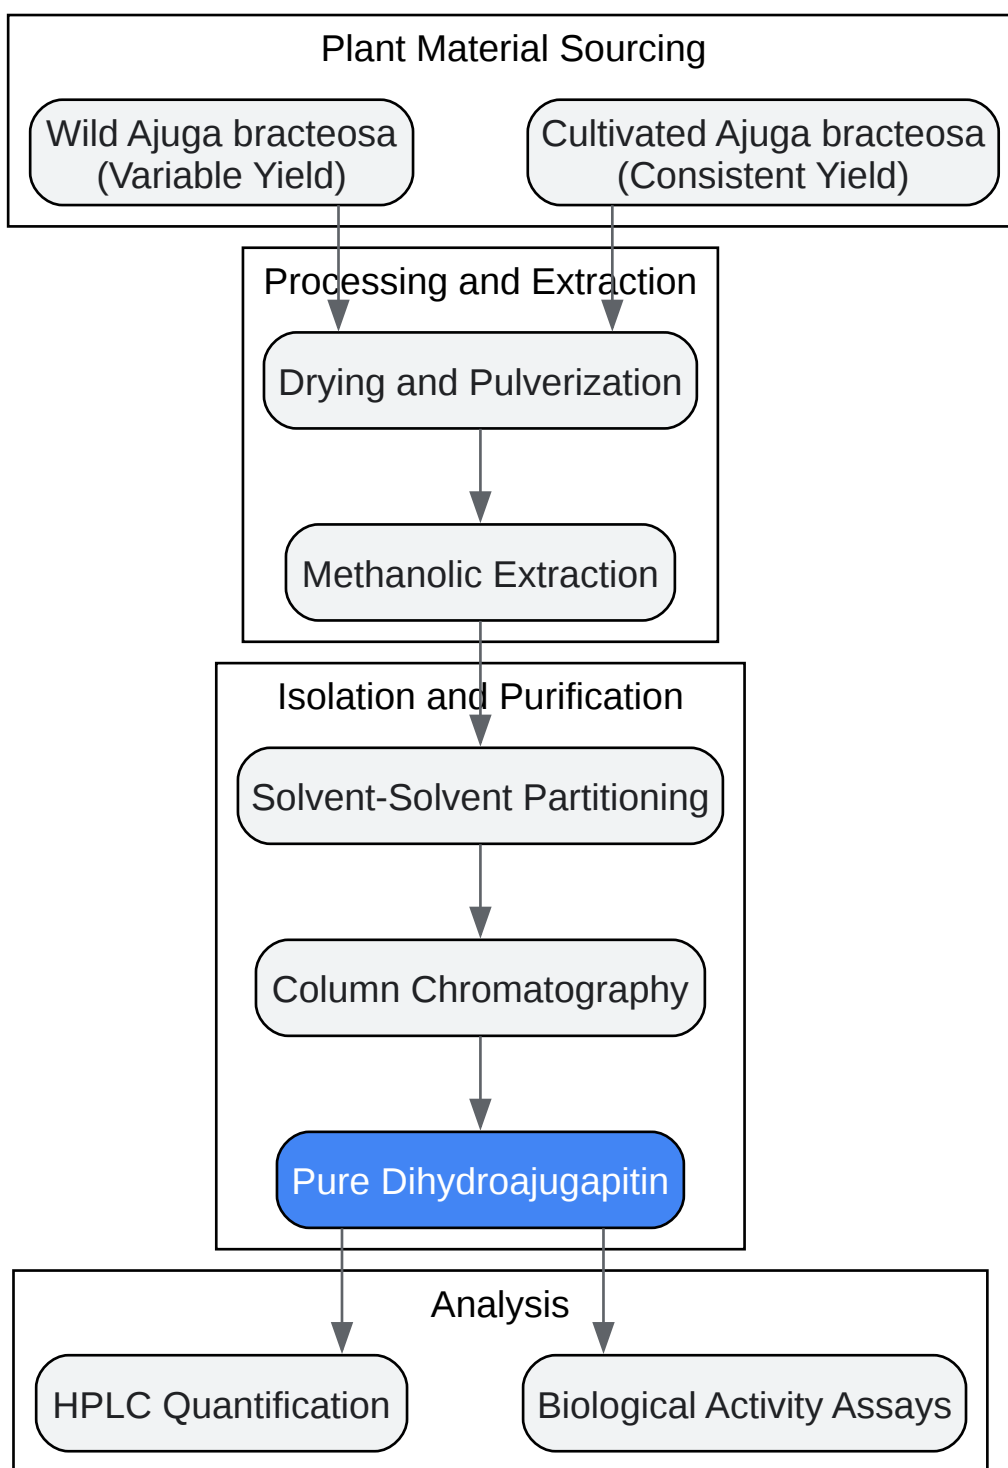 Plant Material Sourcing
Wild Ajuga bracteosa
(Variable Yield)
Cultivated Ajuga bracteosa
(Consistent Yield)
Processing and Extraction
Drying and Pulverization
Methanolic Extraction
Isolation and Purification
Solvent-Solvent Partitioning
Column Chromatography
Pure Dihydroajugapitin
Analysis
HPLC Quantification
Biological Activity Assays